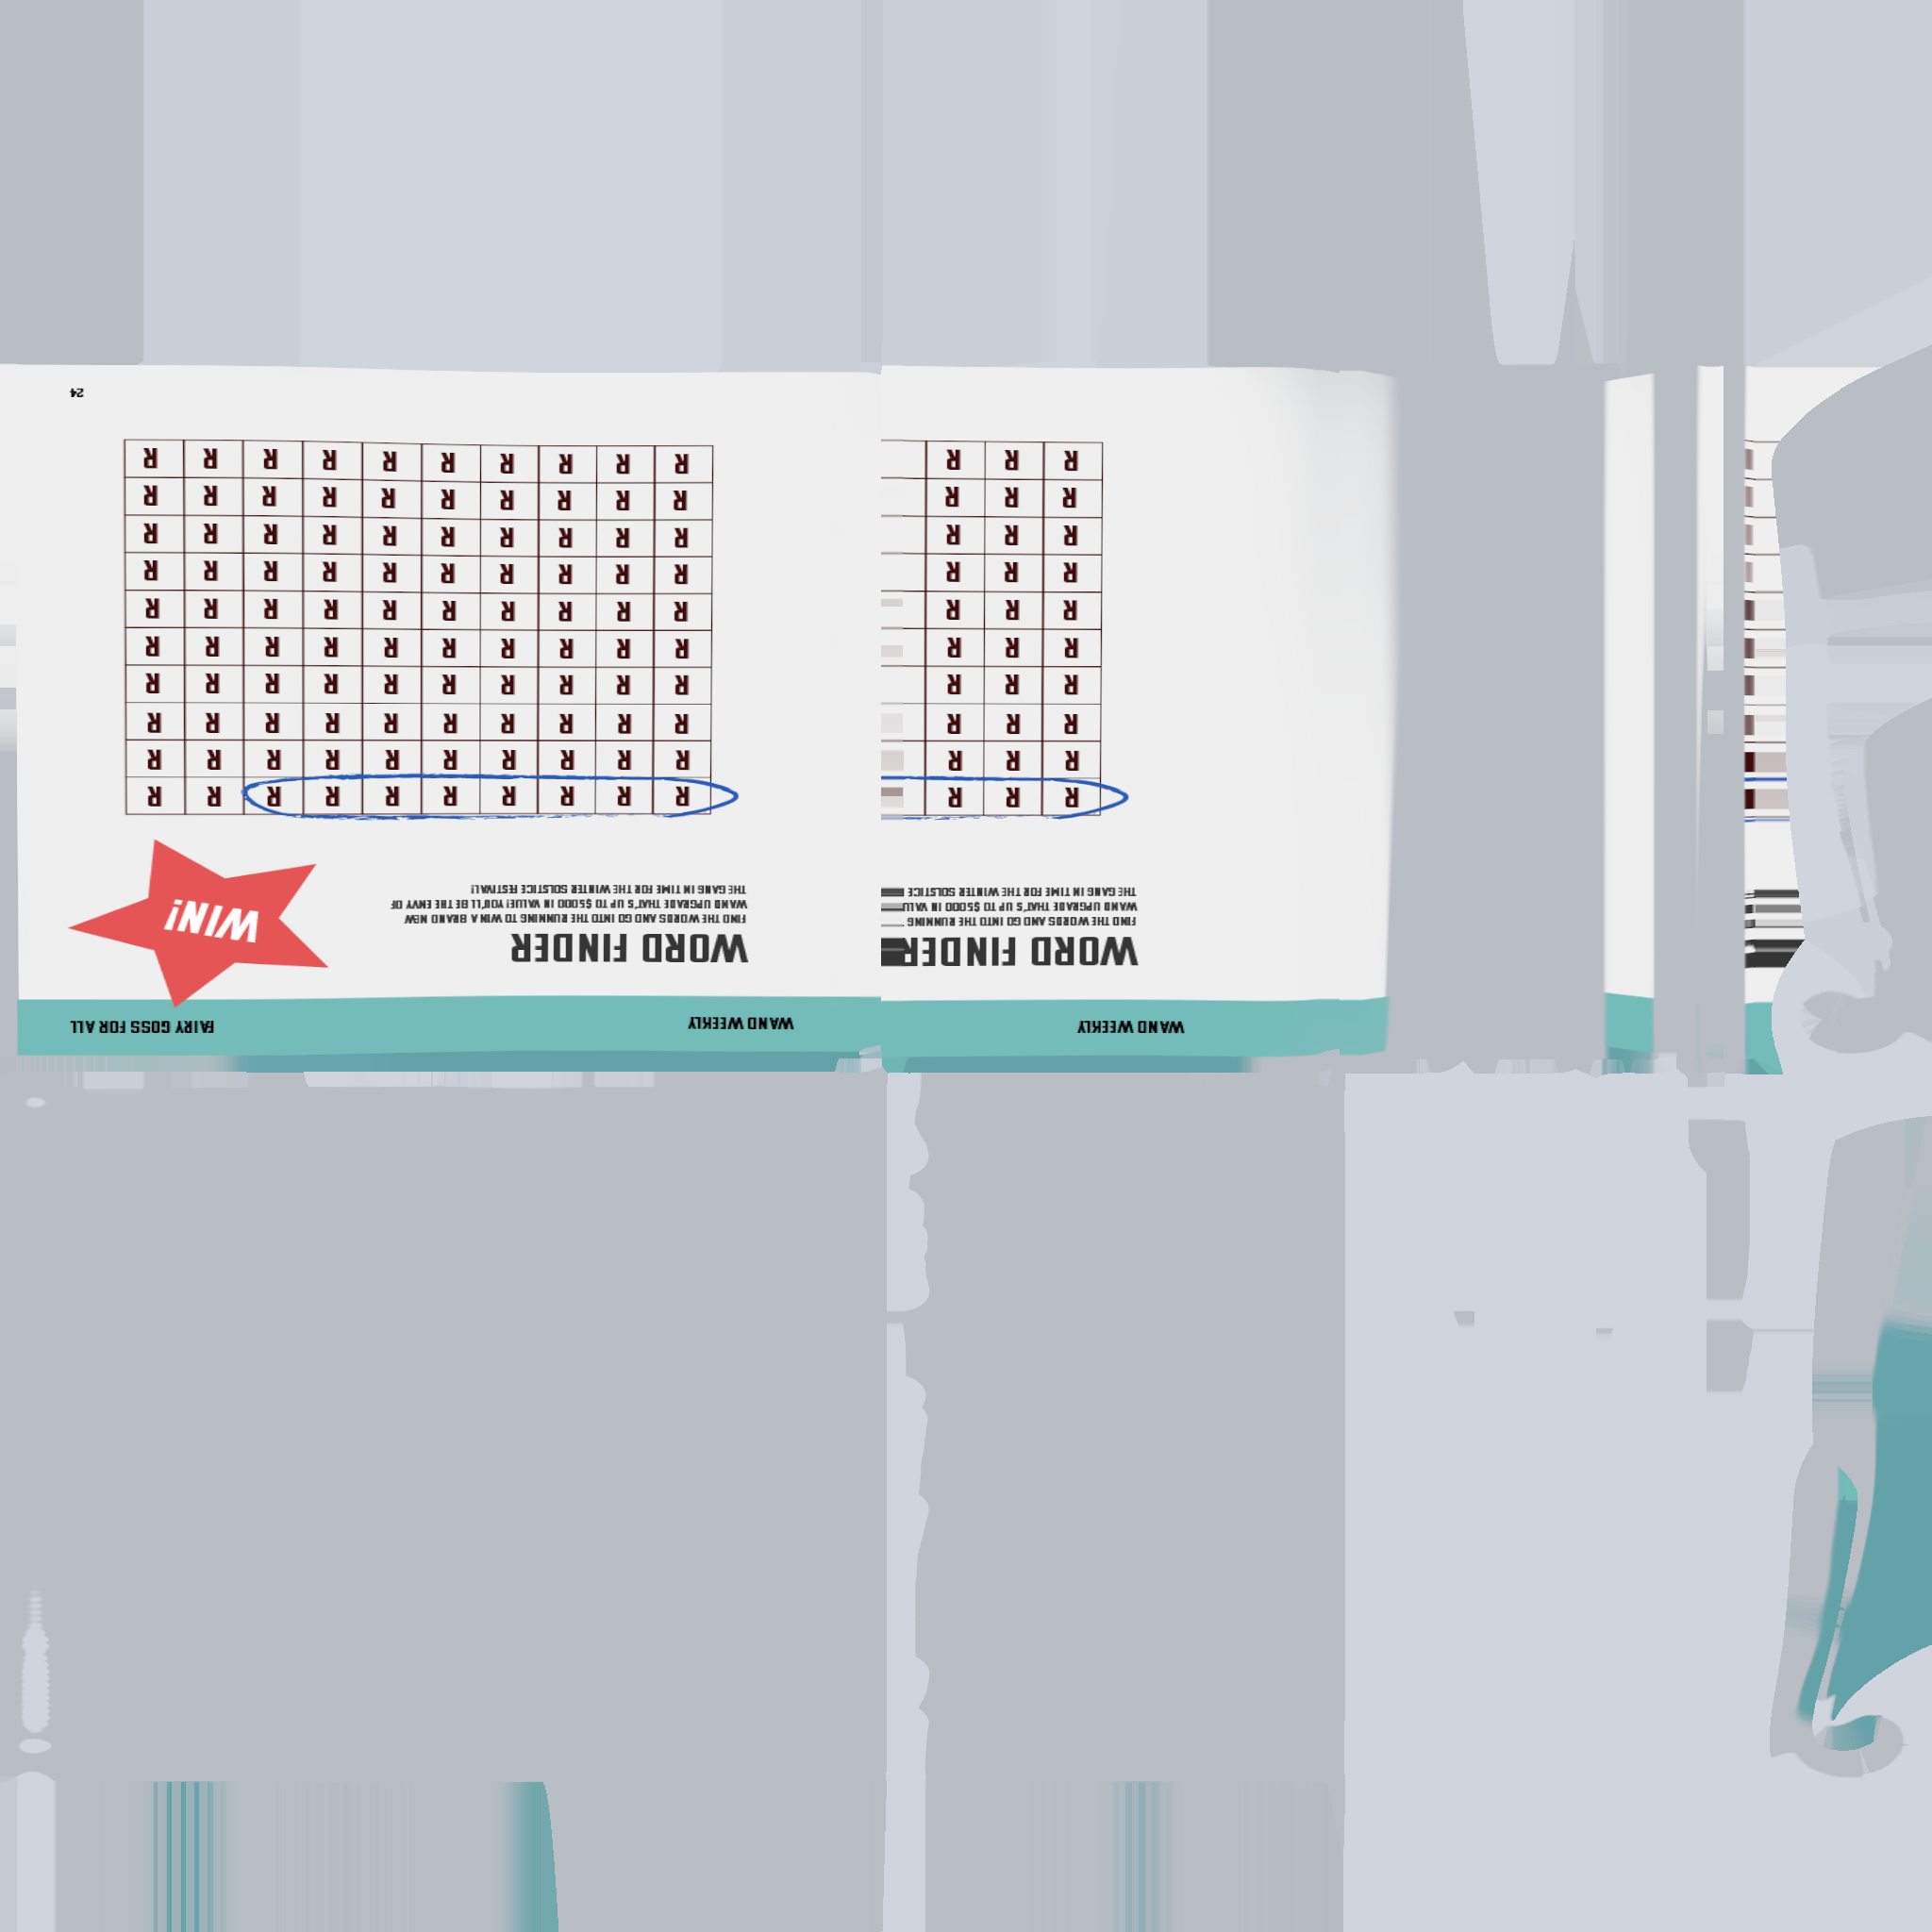 WAND WEEKLY
WORD FINDER
FIND THE WORDS AND GO INTO THE RUNNING
WAND UPGRADE THAT'S UP TO $5000 IN
THE GANG IN TIME FOR THE WINTER SOLSTICE
R R R
R R R
R R R
R R R
R R R
R R R
R R R
R R R
R R R
R R R
WAND WEEKLY
FAIRY GOSS FOR ALL
WORD FINDER
FIND THE WORDS AND GO INTO THE RUNNING TO WIN A BRAND NEW
WAND UPGRADE THAT'S UP TO $5000 IN VALUE! YOU'LL BE THE ENVY OF
THE GANG IN TIME FOR THE WINTER SOLSTICE FESTIVAL!
WIN!
R R R R R R R R R R
R R R R R R R R R R
R R R R R R R R R R
R R R R R R R R R R
R R R R R R R R R R
R R R R R R R R R R
R R R R R R R R R R
R R R R R R R R R R
R R R R R R R R R R
R R R R R R R R R R
24